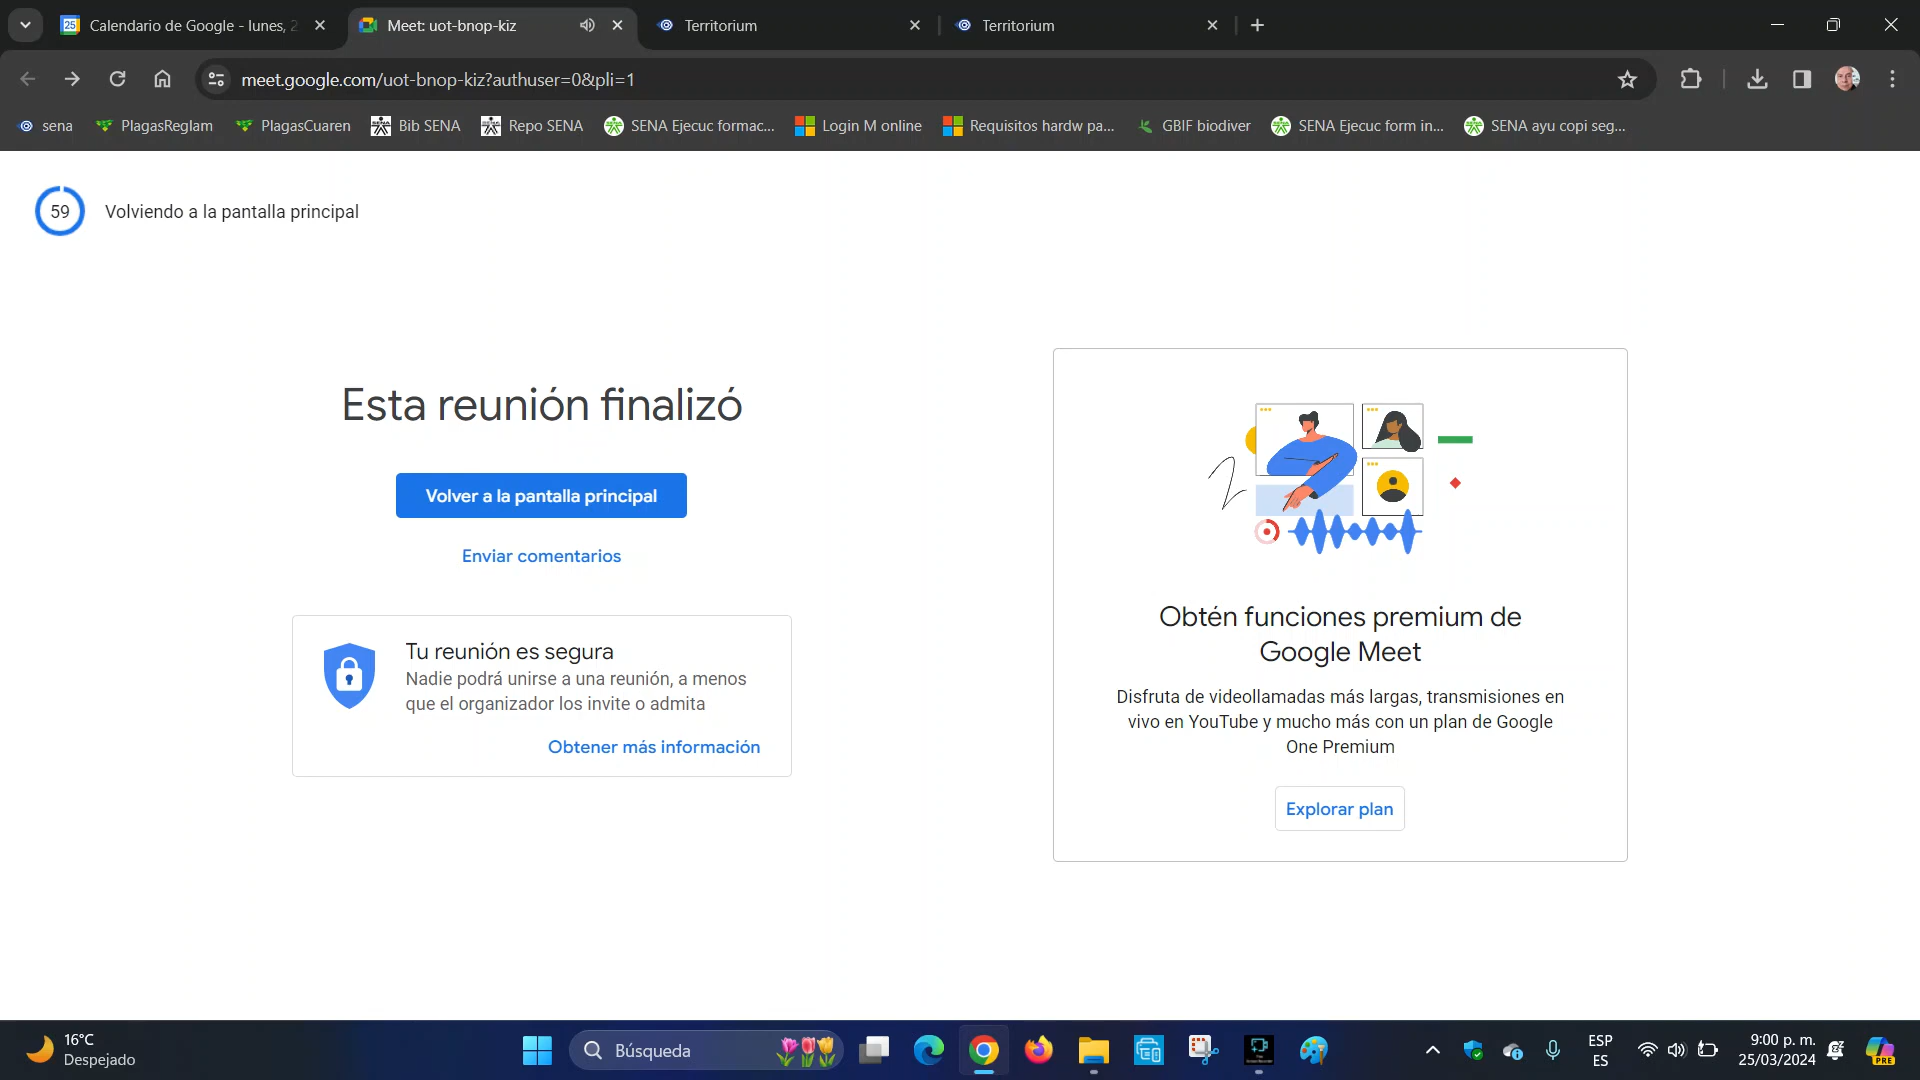 Calendario de Google - lunes, 2
Meet: uot-bnop-kiz
Territorium
Territorium
meet.google.com/uot-bnop-kiz?authuser=0&pli=1
sena
PlagasReglam
PlagasCuaren
Bib SENA
Repo SENA
SENA Ejecuc formac...
Login M online
Requisitos hardw pa...
GBIF biodiver
SENA Ejecuc form in...
SENA ayu copi seg...
59
Volviendo a la pantalla principal
Esta reunión finalizó
Volver a la pantalla principal
Enviar comentarios
Tu reunión es segura
Nadie podrá unirse a una reunión, a menos
que el organizador los invite o admita
Obtener más información
Obtén funciones premium de
Google Meet
Disfruta de videollamadas más largas, transmisiones en
vivo en YouTube y mucho más con un plan de Google
One Premium
Explorar plan
16°C
Despejado
Búsqueda
ESP
ES
9:00 p. m.
25/03/2024
PRE